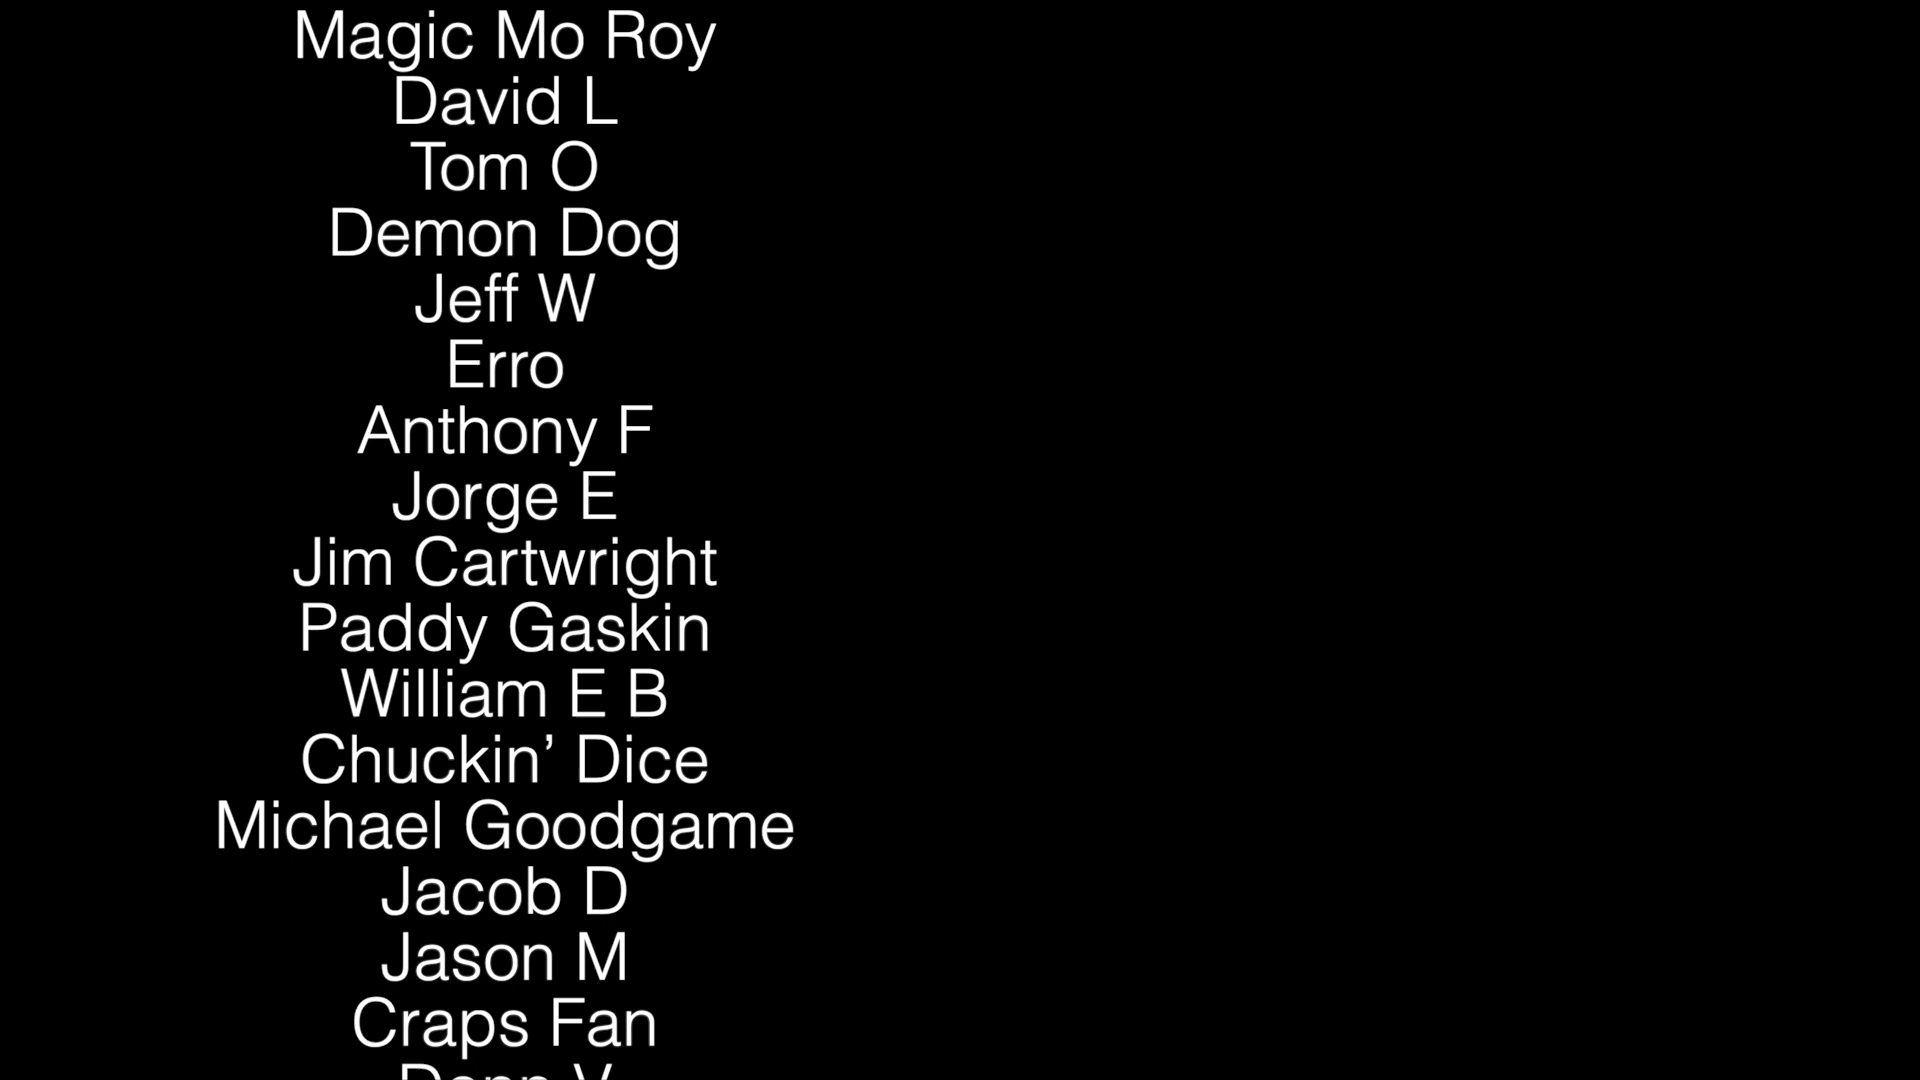 Magic Mo Roy
David L
Tom O
Demon Dog
Jeff W
Erro
Anthony F
Jorge E
Jim Cartwright
Paddy Gaskin
William E B
Chuckin’ Dice
Michael Goodgame
Jacob D
Jason M
Craps Fan